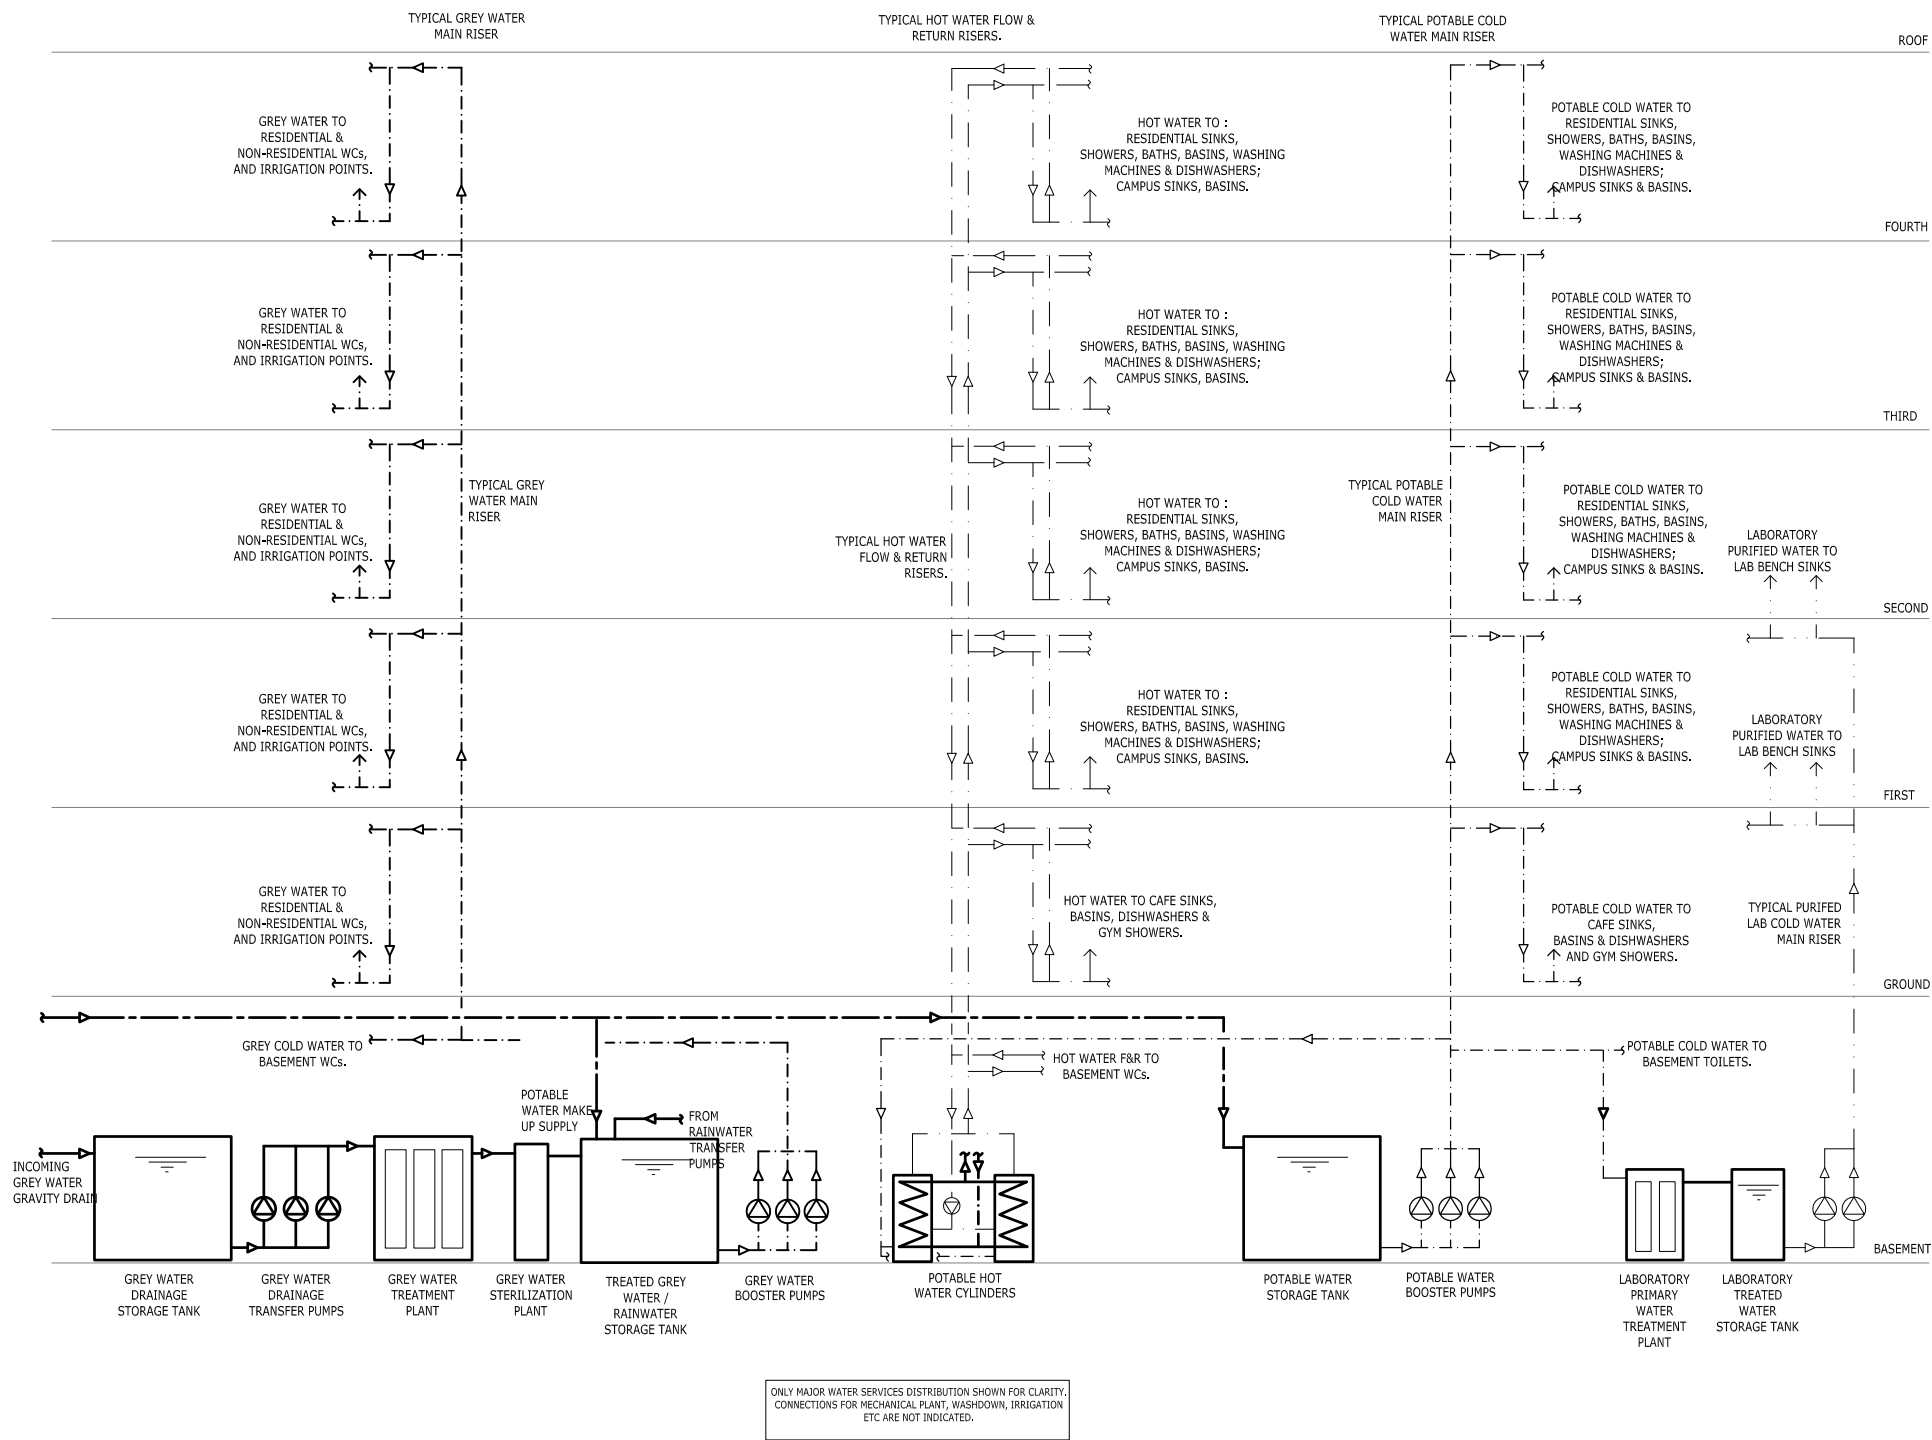 TYPICAL GREY WATER
MAIN RISER
TYPICAL HOT WATER FLOW &
RETURN RISERS.
TYPICAL POTABLE COLD
WATER MAIN RISER
ROOF
GREY WATER TO
RESIDENTIAL &
NON-RESIDENTIAL WCs,
AND IRRIGATION POINTS.
HOT WATER TO :
RESIDENTIAL SINKS,
SHOWERS, BATHS, BASINS, WASHING
MACHINES & DISHWASHERS;
CAMPUS SINKS, BASINS.
POTABLE COLD WATER TO
RESIDENTIAL SINKS,
SHOWERS, BATHS, BASINS,
WASHING MACHINES &
DISHWASHERS;
CAMPUS SINKS & BASINS.
FOURTH
GREY WATER TO
RESIDENTIAL &
NON-RESIDENTIAL WCs,
AND IRRIGATION POINTS.
HOT WATER TO :
RESIDENTIAL SINKS,
SHOWERS, BATHS, BASINS, WASHING
MACHINES & DISHWASHERS;
CAMPUS SINKS, BASINS.
POTABLE COLD WATER TO
RESIDENTIAL SINKS,
SHOWERS, BATHS, BASINS,
WASHING MACHINES &
DISHWASHERS;
CAMPUS SINKS & BASINS.
THIRD
GREY WATER TO
RESIDENTIAL &
NON-RESIDENTIAL WCs,
AND IRRIGATION POINTS.
TYPICAL GREY
WATER MAIN
RISER
TYPICAL HOT WATER
FLOW & RETURN
RISERS.
HOT WATER TO :
RESIDENTIAL SINKS,
SHOWERS, BATHS, BASINS, WASHING
MACHINES & DISHWASHERS;
CAMPUS SINKS, BASINS.
TYPICAL POTABLE
COLD WATER
MAIN RISER
POTABLE COLD WATER TO
RESIDENTIAL SINKS,
SHOWERS, BATHS, BASINS,
WASHING MACHINES &
DISHWASHERS;
CAMPUS SINKS & BASINS.
LABORATORY
PURIFIED WATER TO
LAB BENCH SINKS
SECOND
GREY WATER TO
RESIDENTIAL &
NON-RESIDENTIAL WCs,
AND IRRIGATION POINTS.
HOT WATER TO :
RESIDENTIAL SINKS,
SHOWERS, BATHS, BASINS, WASHING
MACHINES & DISHWASHERS;
CAMPUS SINKS, BASINS.
POTABLE COLD WATER TO
RESIDENTIAL SINKS,
SHOWERS, BATHS, BASINS,
WASHING MACHINES &
DISHWASHERS;
CAMPUS SINKS & BASINS.
LABORATORY
PURIFIED WATER TO
LAB BENCH SINKS
FIRST
GREY WATER TO
RESIDENTIAL &
NON-RESIDENTIAL WCs,
AND IRRIGATION POINTS.
HOT WATER TO CAFE SINKS,
BASINS, DISHWASHERS &
GYM SHOWERS.
POTABLE COLD WATER TO
CAFE SINKS,
BASINS & DISHWASHERS
AND GYM SHOWERS.
TYPICAL PURIFED
LAB COLD WATER
MAIN RISER
GROUND
GREY COLD WATER TO
BASEMENT WCs.
HOT WATER F&R TO
BASEMENT WCs.
POTABLE COLD WATER TO
BASEMENT TOILETS.
POTABLE
WATER MAKE
UP SUPPLY
FROM
RAINWATER
TRANSFER
PUMPS
INCOMING
GREY WATER
GRAVITY DRAIN
BASEMENT
GREY WATER
DRAINAGE
STORAGE TANK
GREY WATER
DRAINAGE
TRANSFER PUMPS
GREY WATER
TREATMENT
PLANT
GREY WATER
STERILIZATION
PLANT
TREATED GREY
WATER /
RAINWATER
STORAGE TANK
GREY WATER
BOOSTER PUMPS
POTABLE HOT
WATER CYLINDERS
POTABLE WATER
STORAGE TANK
POTABLE WATER
BOOSTER PUMPS
LABORATORY
PRIMARY
WATER
TREATMENT
PLANT
LABORATORY
TREATED
WATER
STORAGE TANK
ONLY MAJOR WATER SERVICES DISTRIBUTION SHOWN FOR CLARITY.
CONNECTIONS FOR MECHANICAL PLANT, WASHDOWN, IRRIGATION
ETC ARE NOT INDICATED.